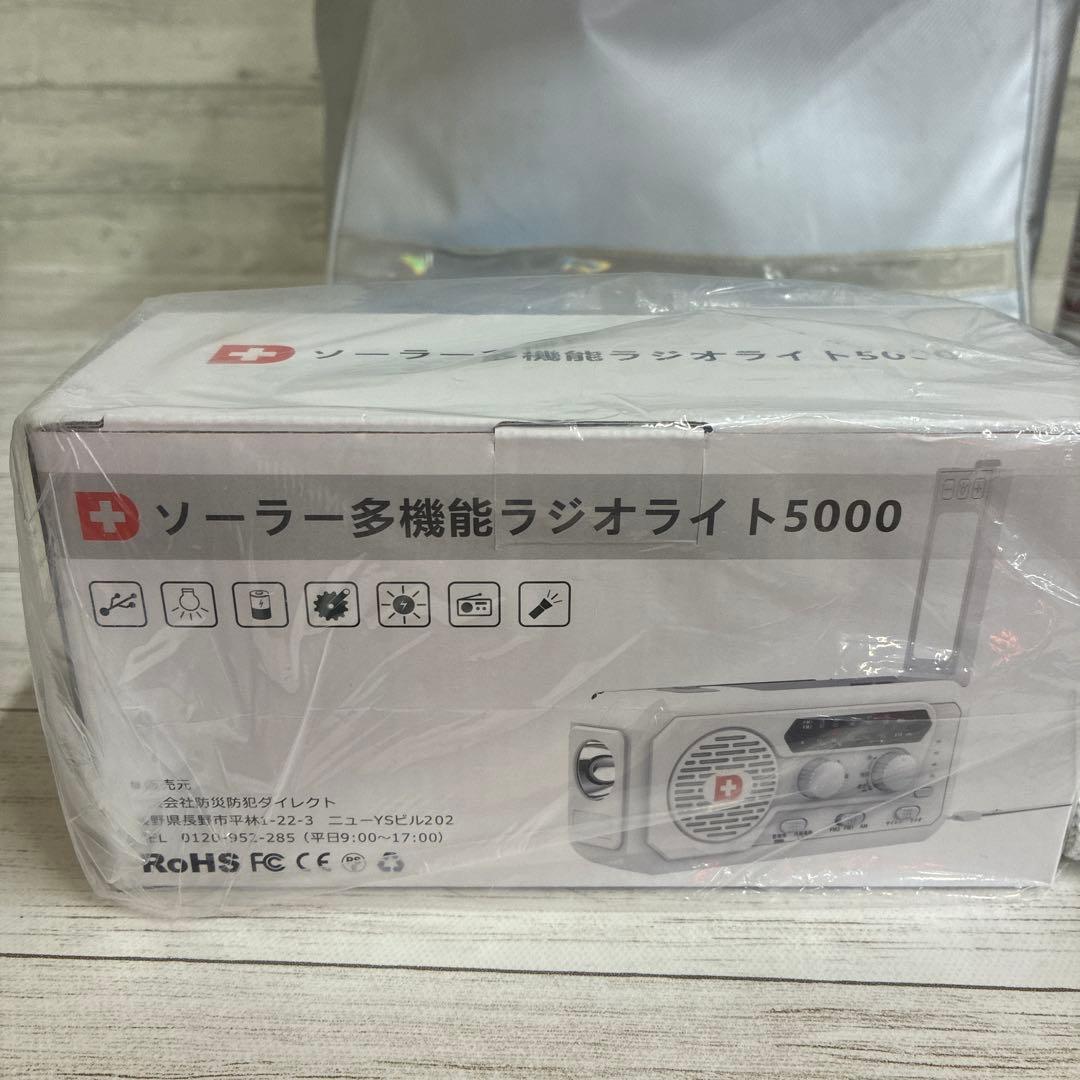 ソーラー多機能ラジオライト5000
ソーラー多機能ラジオライト5000
売元
会社防災防犯ダイレクト
野県長野市平林1-22-3 ニューYSビル202
EL 0120-952-285（平日9:00～17:00）
RoHS FC CE